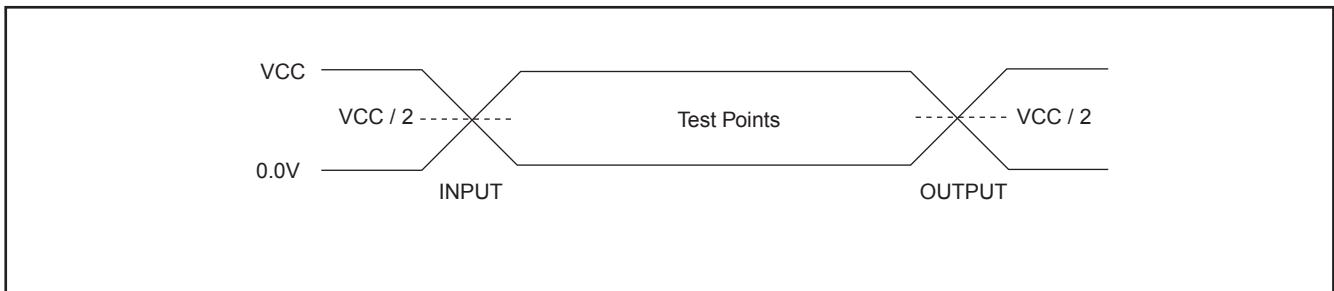 VCC
VCC / 2
Test Points
VCC / 2
0.0V
INPUT
OUTPUT